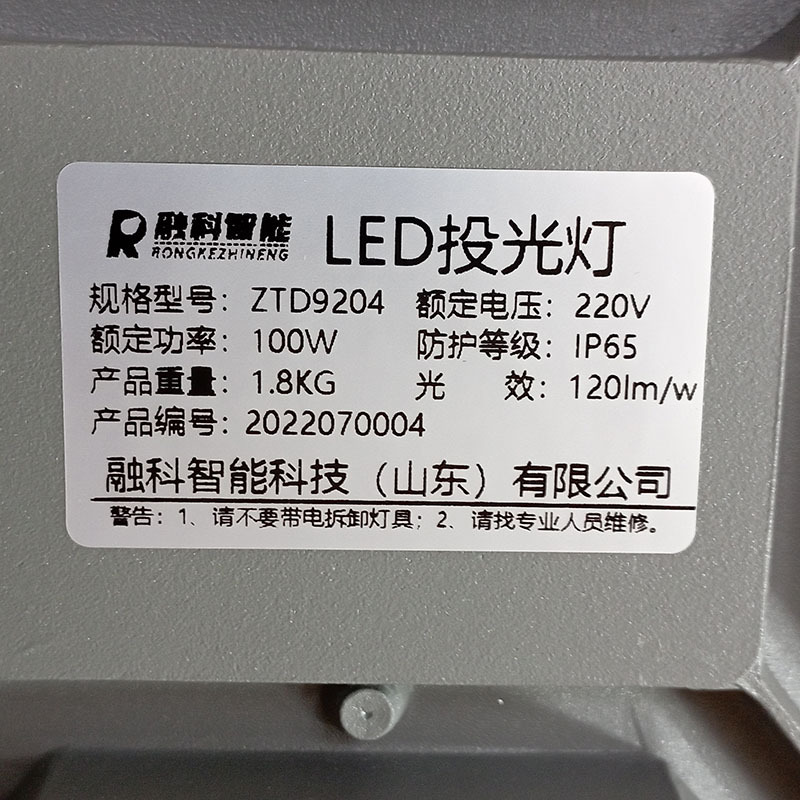 融科智能
RONGKEZHINENG
LED投光灯
规格型号：ZTD9204 额定电压：220V
额定功率：100W 防护等级：IP65
产品重量：1.8KG 光 效：120lm/w
产品编号：2022070004
融科智能科技（山东）有限公司
警告：1、请不要带电拆卸灯具；2、请找专业人员维修。